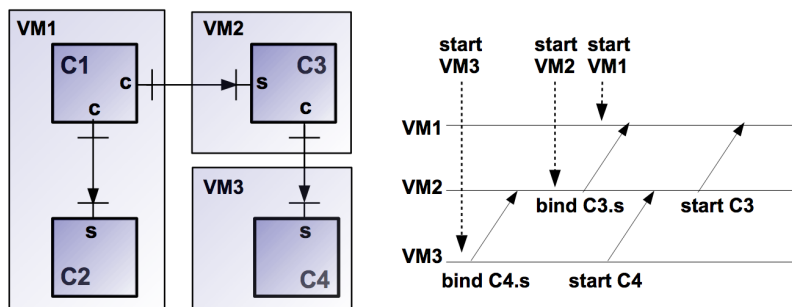 VM1
C1
c
c
s
C2
VM2
s
C3
c
VM3
s
C4
start
VM3
start
VM2
start
VM1
VM1
VM2
bind C3.s
start C3
VM3
bind C4.s
start C4